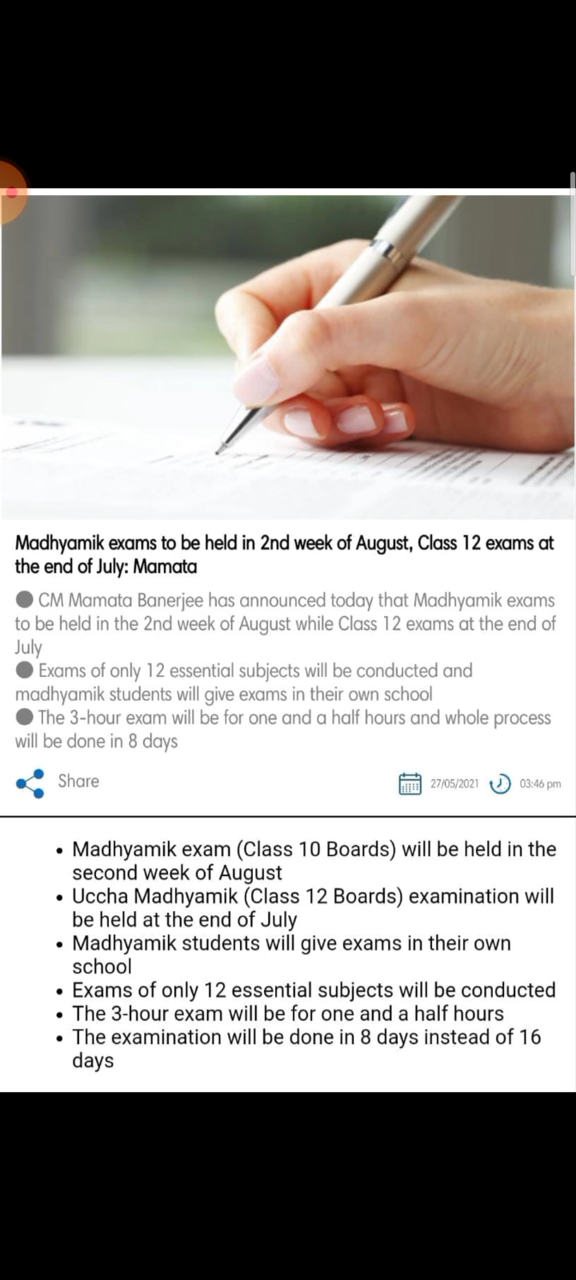 Madhyamik exams to be held in 2nd week of August, Class 12 exams at
the end of July: Mamata
● CM Mamata Banerjee has announced today that Madhyamik exams
to be held in the 2nd week of August while Class 12 exams at the end of
July
● Exams of only 12 essential subjects will be conducted and
madhyamik students will give exams in their own school
● The 3-hour exam will be for one and a half hours and whole process
will be done in 8 days
Share 27/05/2021 03:46 pm
• Madhyamik exam (Class 10 Boards) will be held in the
second week of August
• Uccha Madhyamik (Class 12 Boards) examination will
be held at the end of July
• Madhyamik students will give exams in their own
school
• Exams of only 12 essential subjects will be conducted
• The 3-hour exam will be for one and a half hours
• The examination will be done in 8 days instead of 16
days